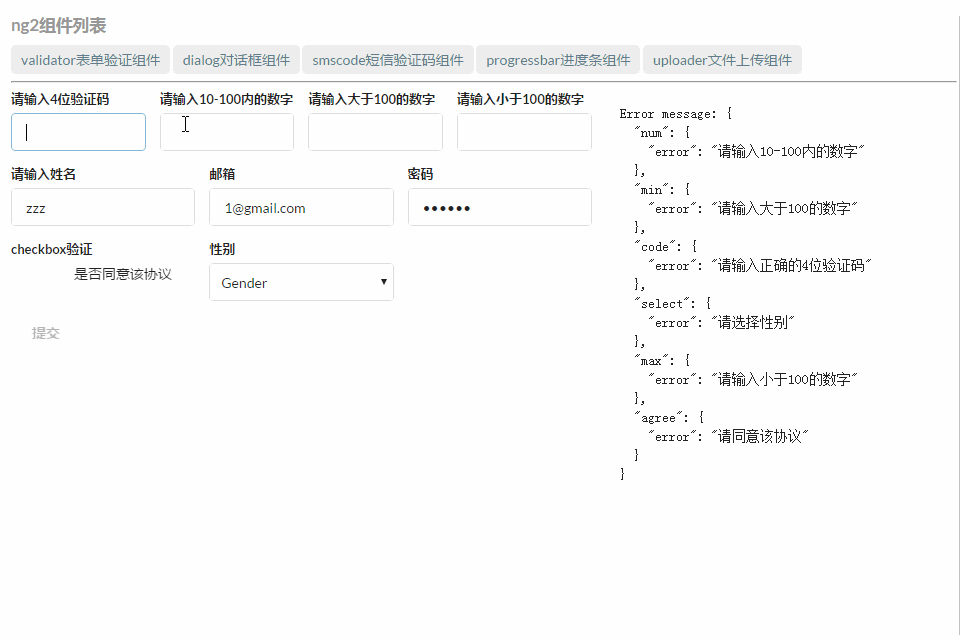 ng2组件列表
validator表单验证组件 dialog对话框组件 smscode短信验证码组件 progressbar进度条组件 uploader文件上传组件
请输入4位验证码 请输入10-100内的数字 请输入大于100的数字 请输入小于100的数字
请输入姓名 邮箱 密码
zzz 1@gmail.com ••••••
checkbox验证 性别
是否同意该协议 Gender
提交
Error message: {
  "num": {
    "error": "请输入10-100内的数字"
  },
  "min": {
    "error": "请输入大于100的数字"
  },
  "code": {
    "error": "请输入正确的4位验证码"
  },
  "select": {
    "error": "请选择性别"
  },
  "max": {
    "error": "请输入小于100的数字"
  },
  "agree": {
    "error": "请同意该协议"
  }
}